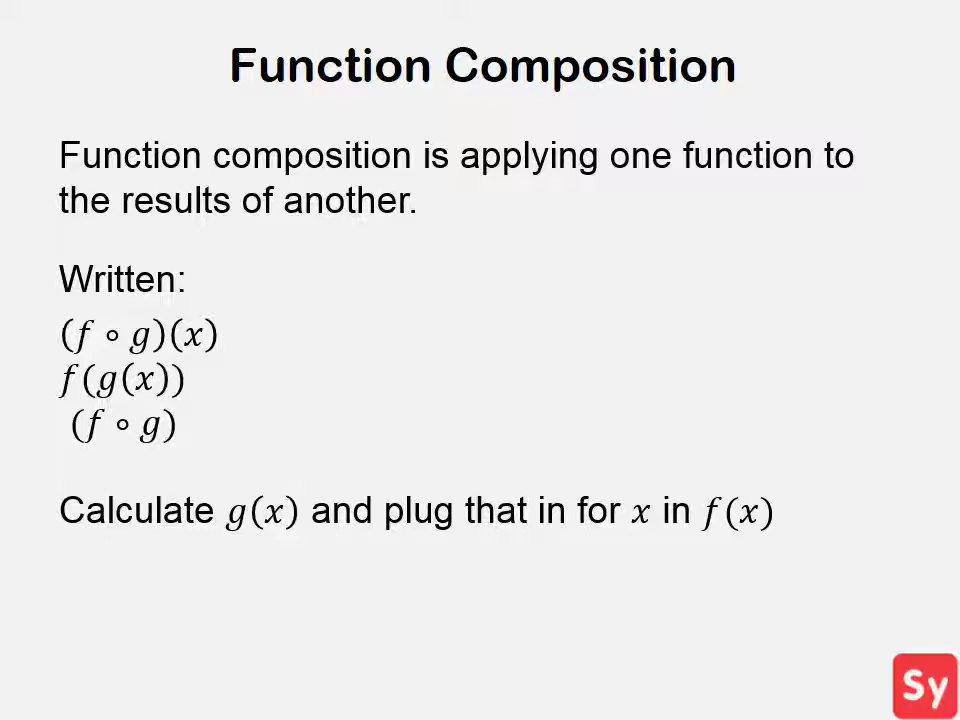 Function Composition
Function composition is applying one function to
the results of another.
Written:
(f ∘ g)(x)
f(g(x))
(f ∘ g)
Calculate g(x) and plug that in for x in f(x)
Sy